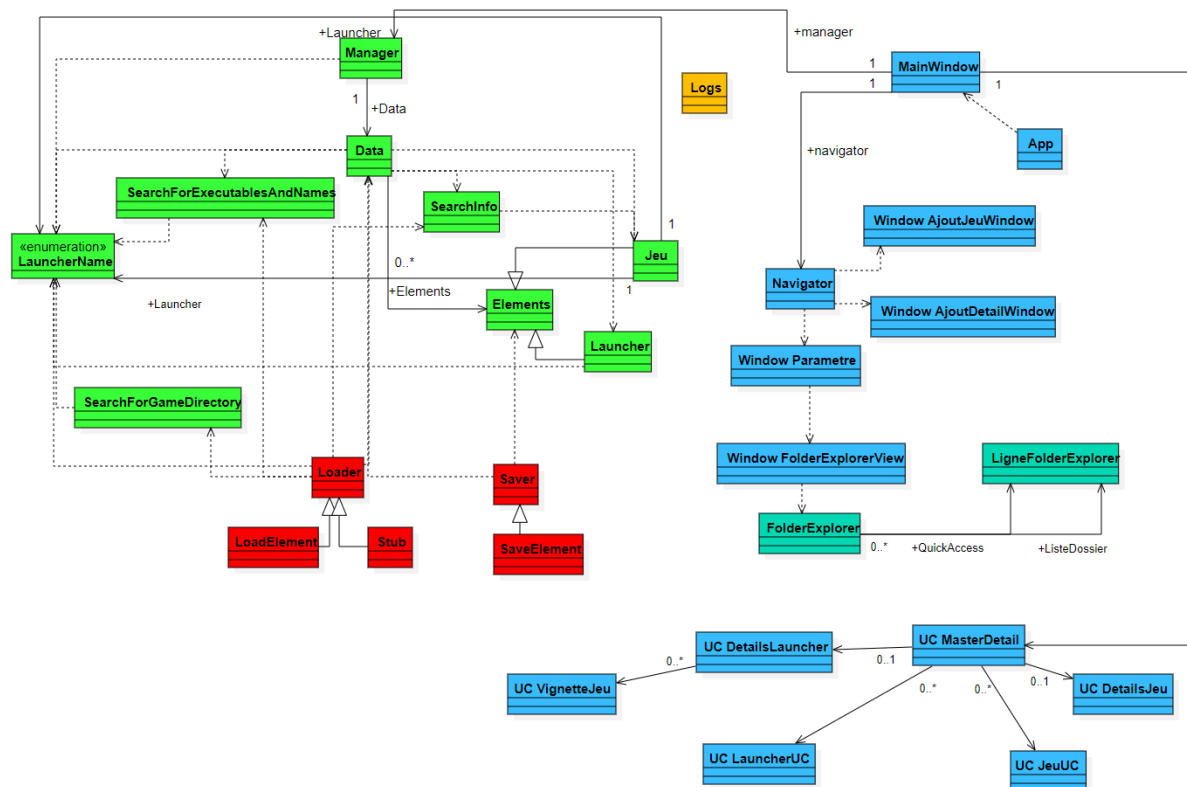 +Launcher
+manager
Manager
1
1
MainWindow
1
1
Logs
1
+Data
App
Data
+navigator
SearchForExecutablesAndNames
SearchInfo
Window AjoutJeuWindow
1
«enumeration»
LauncherName
0..*
Jeu
Navigator
+Launcher
+Elements
1
Elements
Window AjoutDetailWindow
Launcher
Window Parametre
SearchForGameDirectory
Loader
Saver
Window FolderExplorerView
LigneFolderExplorer
FolderExplorer
LoadElement
Stub
SaveElement
0..*
+QuickAccess
+ListeDossier
UC DetailsLauncher
UC MasterDetail
0..*
0..1
UC VignetteJeu
0..*
0..*
0..1
UC DetailsJeu
UC LauncherUC
UC JeuUC